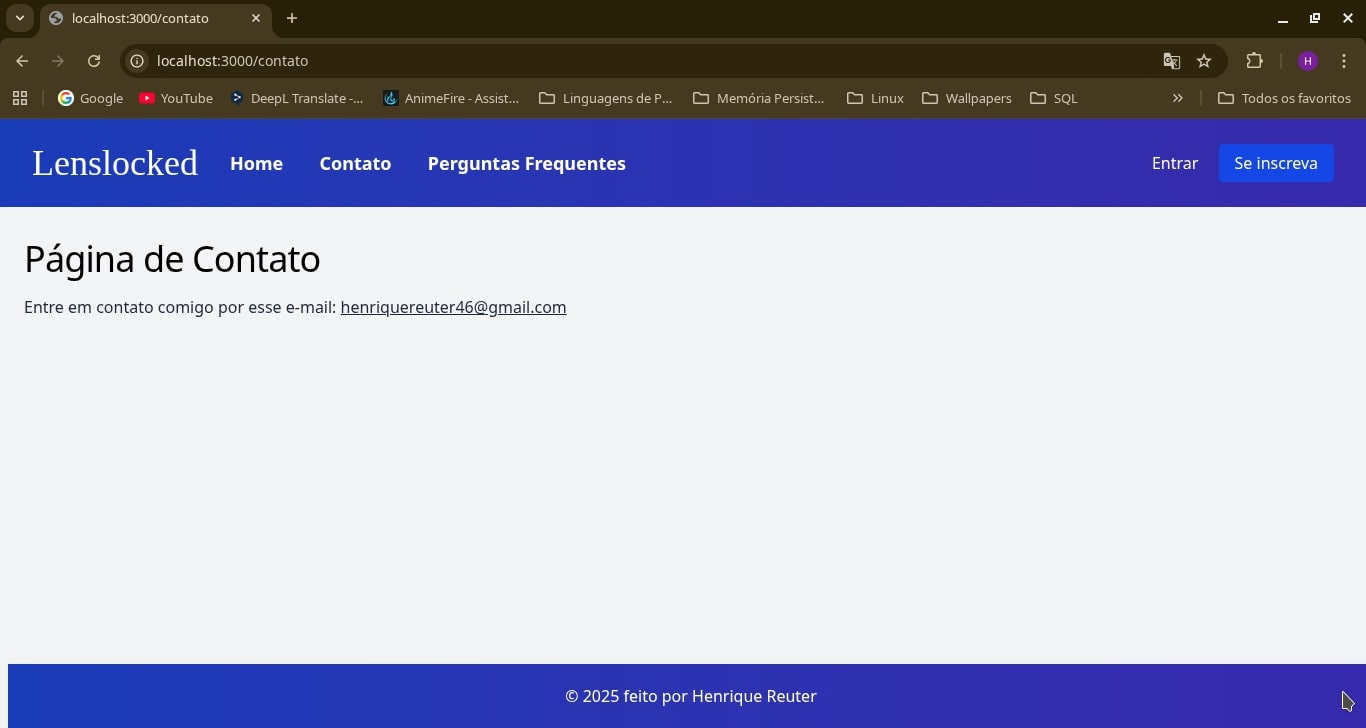 localhost:3000/contato
localhost:3000/contato
H
Google YouTube DeepL Translate -... AnimeFire - Assist... Linguagens de P... Memória Persist... Linux Wallpapers SQL Todos os favoritos
Lenslocked Home Contato Perguntas Frequentes Entrar Se inscreva
Página de Contato
Entre em contato comigo por esse e-mail: henriquereuter46@gmail.com
© 2025 feito por Henrique Reuter